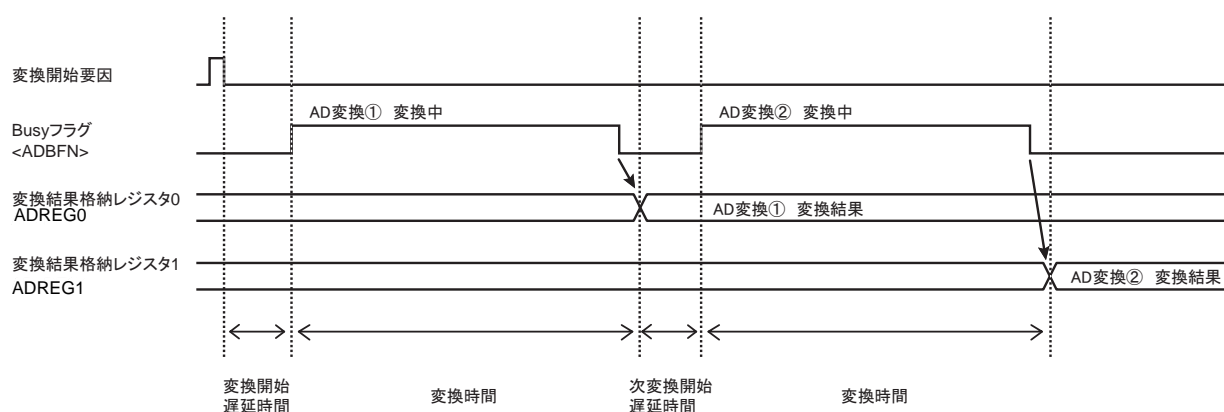 変換開始要因
AD変換① 変換中
AD変換② 変換中
Busyフラグ
<ADBFN>
変換結果格納レジスタ0
ADREG0
AD変換① 変換結果
変換結果格納レジスタ1
ADREG1
AD変換② 変換結果
変換開始
遅延時間
変換時間
次変換開始
遅延時間
変換時間